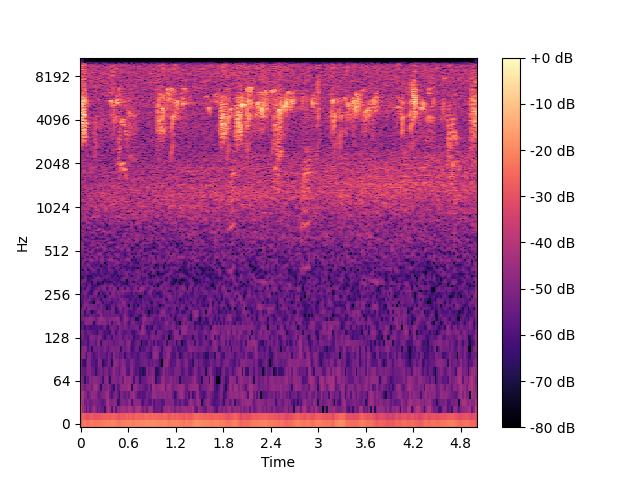 +0 dB
8192
-10 dB
4096
-20 dB
2048
-30 dB
1024
-40 dB
Hz
512
-50 dB
256
-60 dB
128
64
-70 dB
0
-80 dB
0 0.6 1.2 1.8 2.4 3 3.6 4.2 4.8
Time